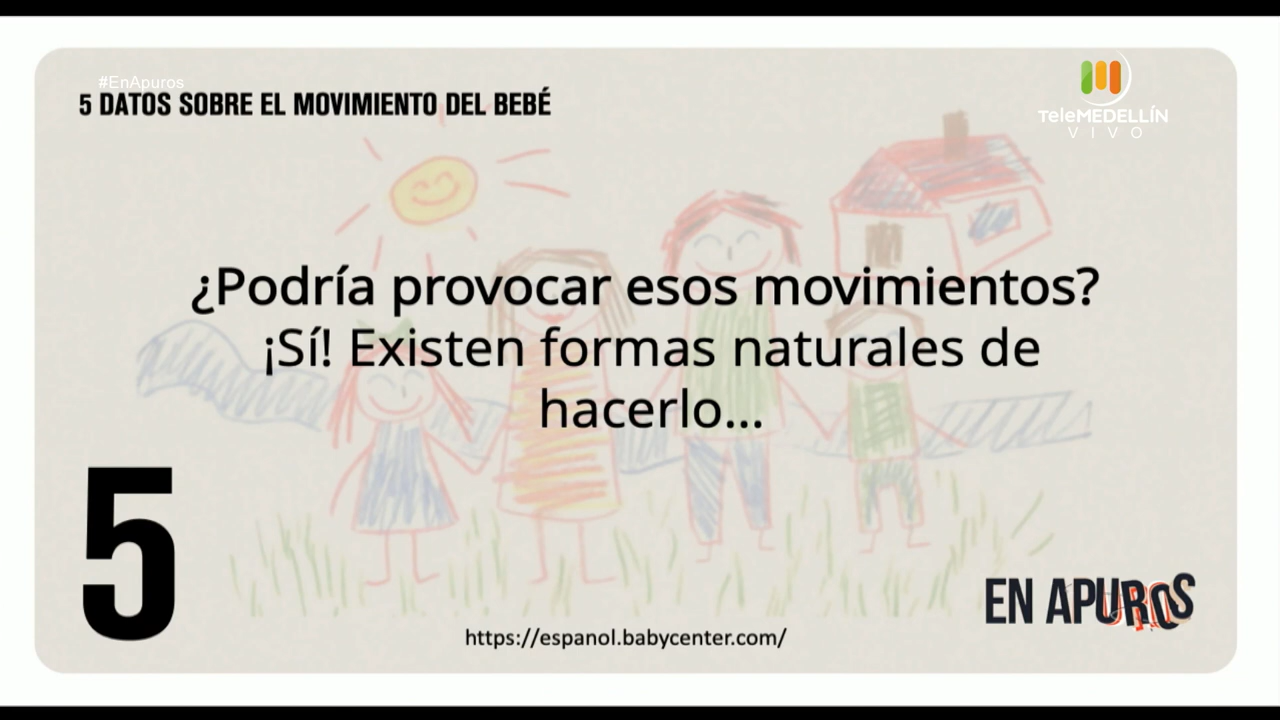 #EnApuros
5 DATOS SOBRE EL MOVIMIENTO DEL BEBÉ
TeleMEDELLÍN
VIVO
¿Podría provocar esos movimientos?
¡Sí! Existen formas naturales de
hacerlo...
5
EN APUROS
https://espanol.babycenter.com/